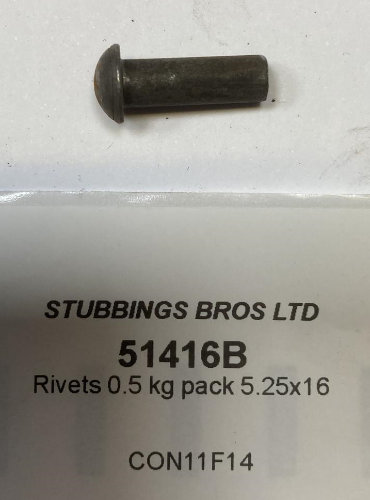 STUBBINGS BROS LTD
51416B
Rivets 0.5 kg pack 5.25x16
CON11F14